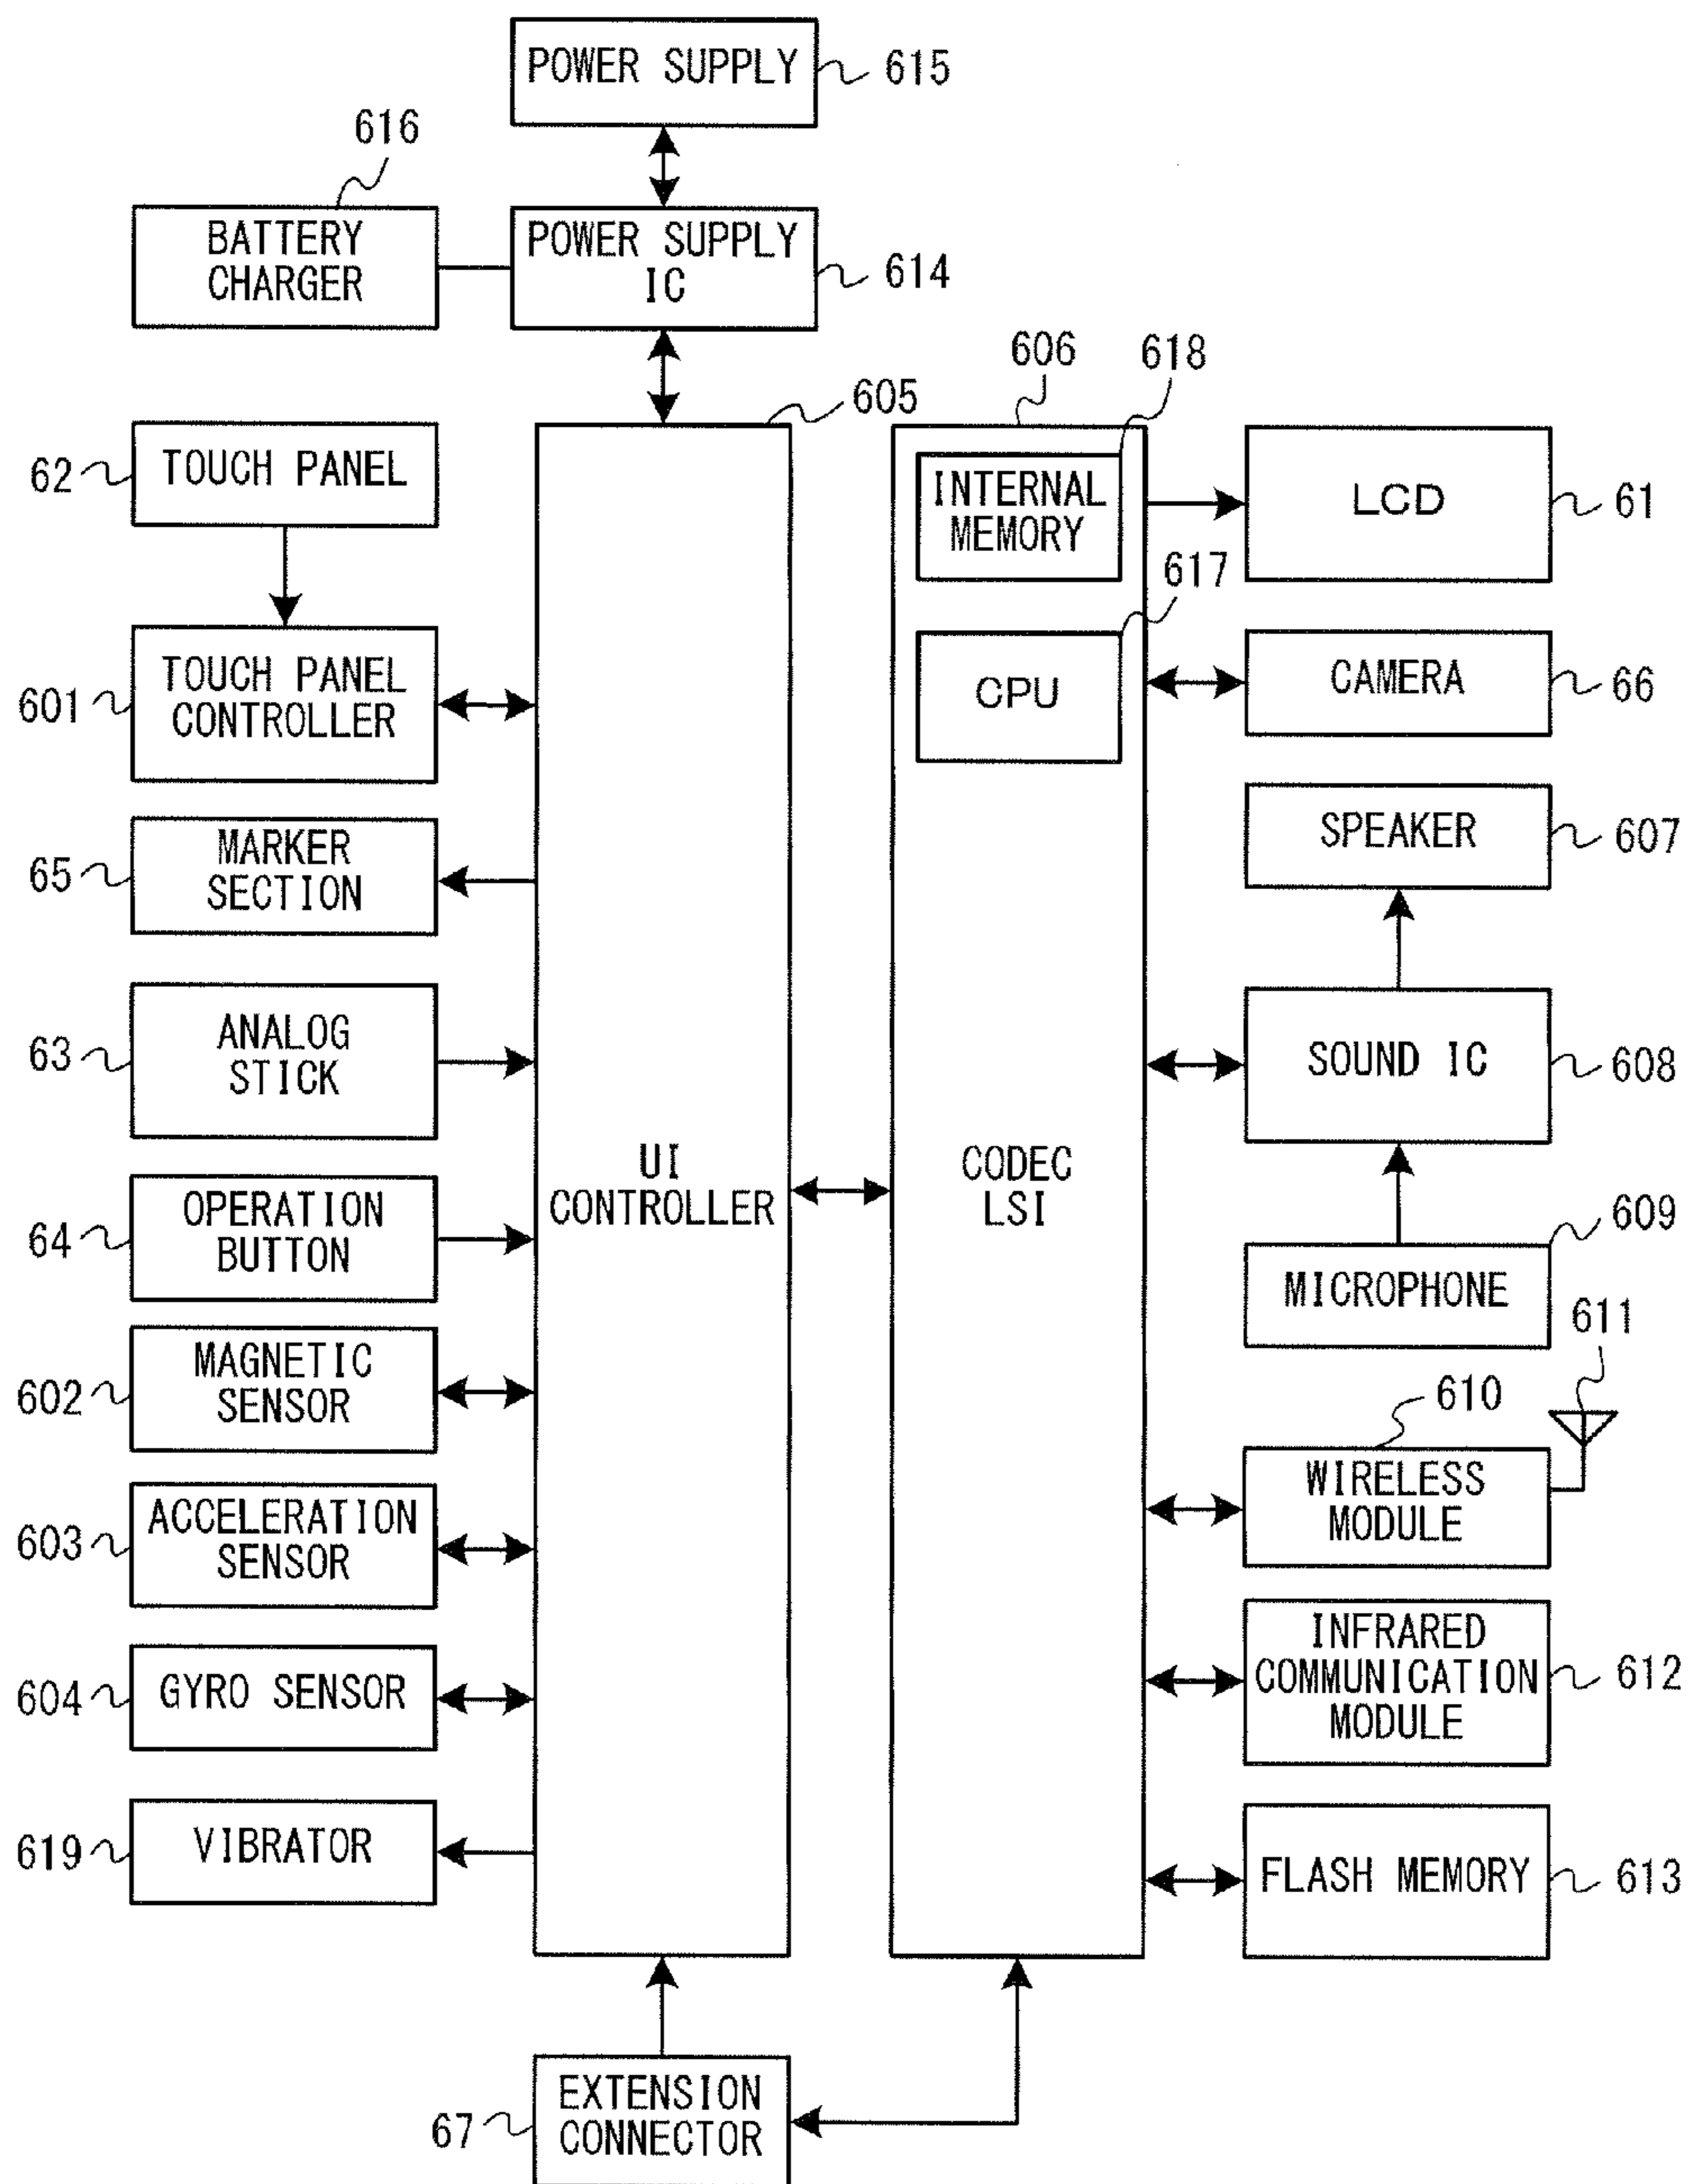 POWER SUPPLY
615
616
BATTERY
CHARGER
POWER SUPPLY
IC
614
605
606
618
62
TOUCH PANEL
INTERNAL
MEMORY
LCD
61
617
601
TOUCH PANEL
CONTROLLER
CPU
CAMERA
66
65
MARKER
SECTION
SPEAKER
607
63
ANALOG
STICK
SOUND IC
608
UI
CONTROLLER
CODEC
LSI
64
OPERATION
BUTTON
609
MICROPHONE
611
602
MAGNETIC
SENSOR
610
WIRELESS
MODULE
603
ACCELERATION
SENSOR
604
GYRO SENSOR
INFRARED
COMMUNICATION
MODULE
612
619
VIBRATOR
FLASH MEMORY
613
67
EXTENSION
CONNECTOR